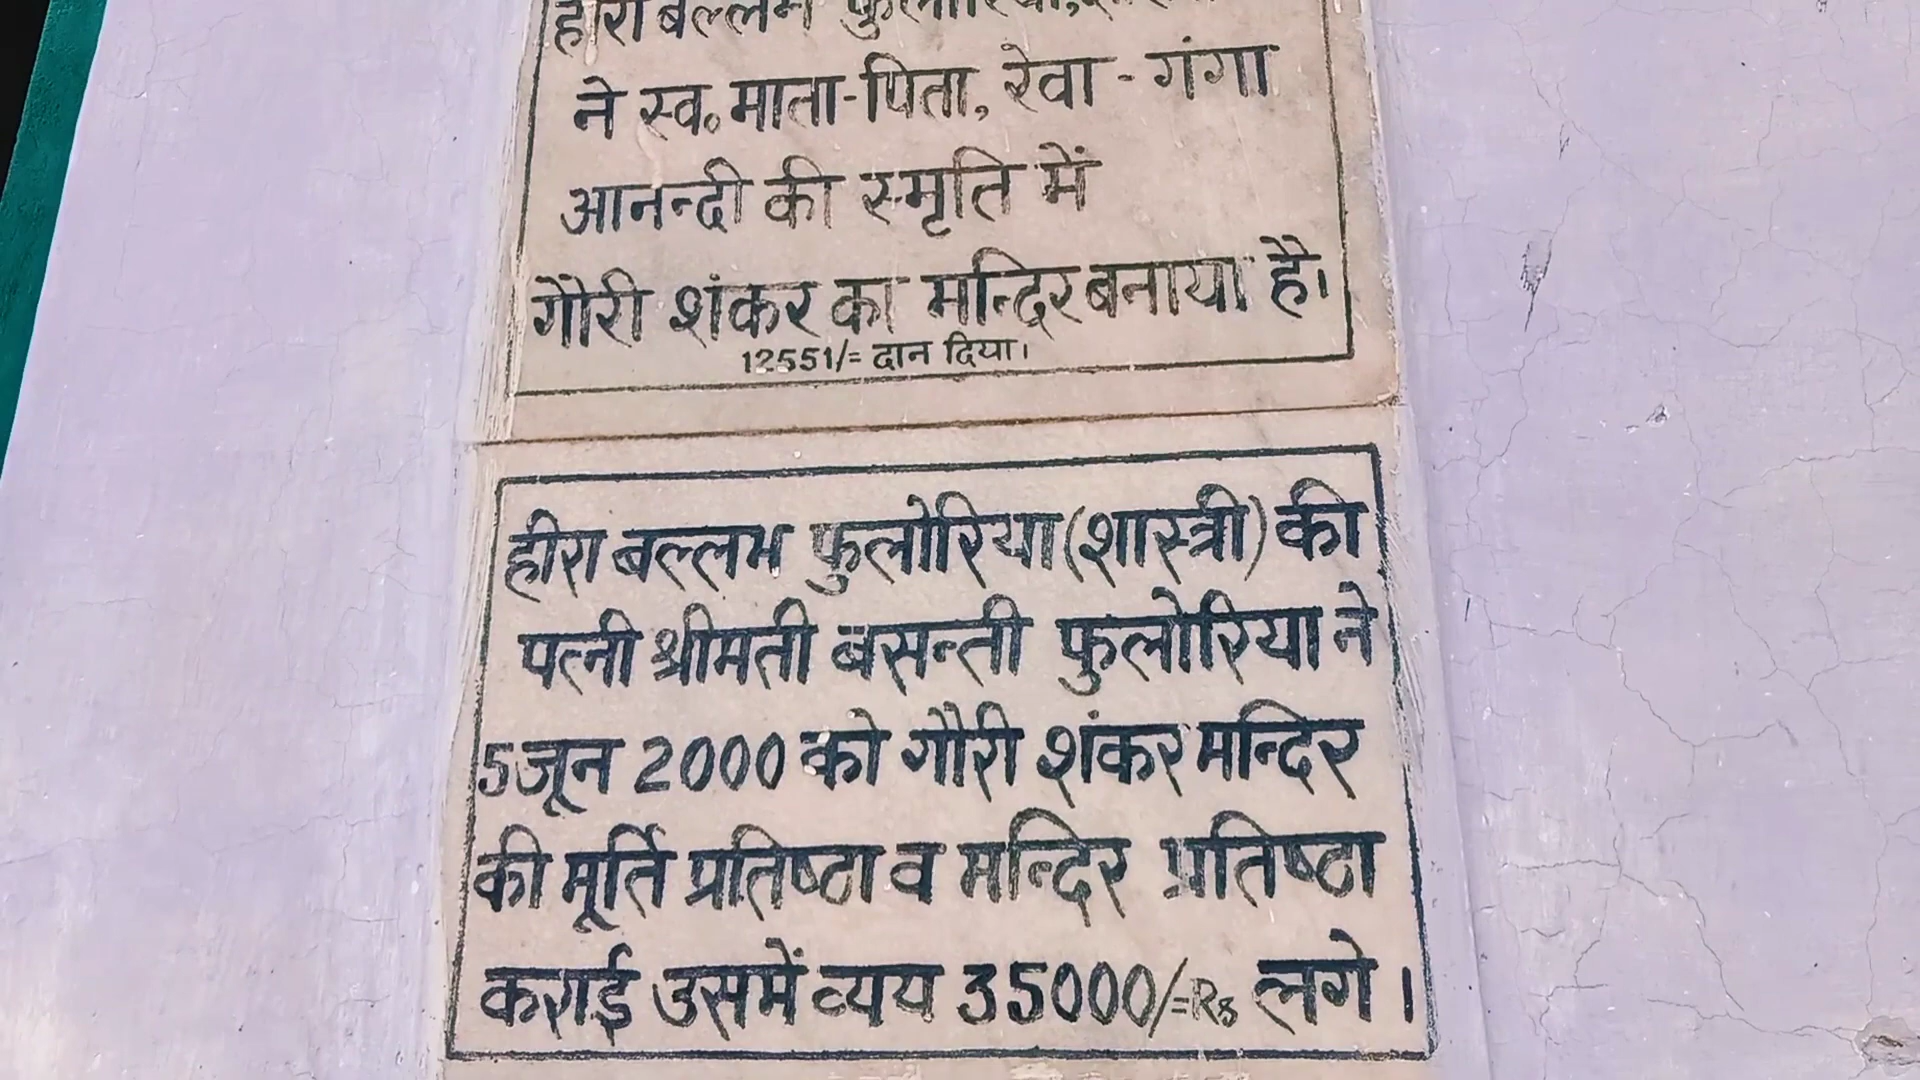 हीरा बल्लभ फुलोरिया,
ने स्व० माता-पिता, रेवा - गंगा
आनन्दी की स्मृति में
गौरी शंकर का मन्दिर बनाया है।
12551/= दान दिया।
हीरा बल्लभ फुलोरिया (शास्त्री) की
पत्नी श्रीमती बसन्ती फुलोरिया ने
5 जून 2000 को गौरी शंकर मन्दिर
की मूर्ति प्रतिष्ठा व मन्दिर प्रतिष्ठा
कराई उसमें व्यय 35000/=Rs लगे।